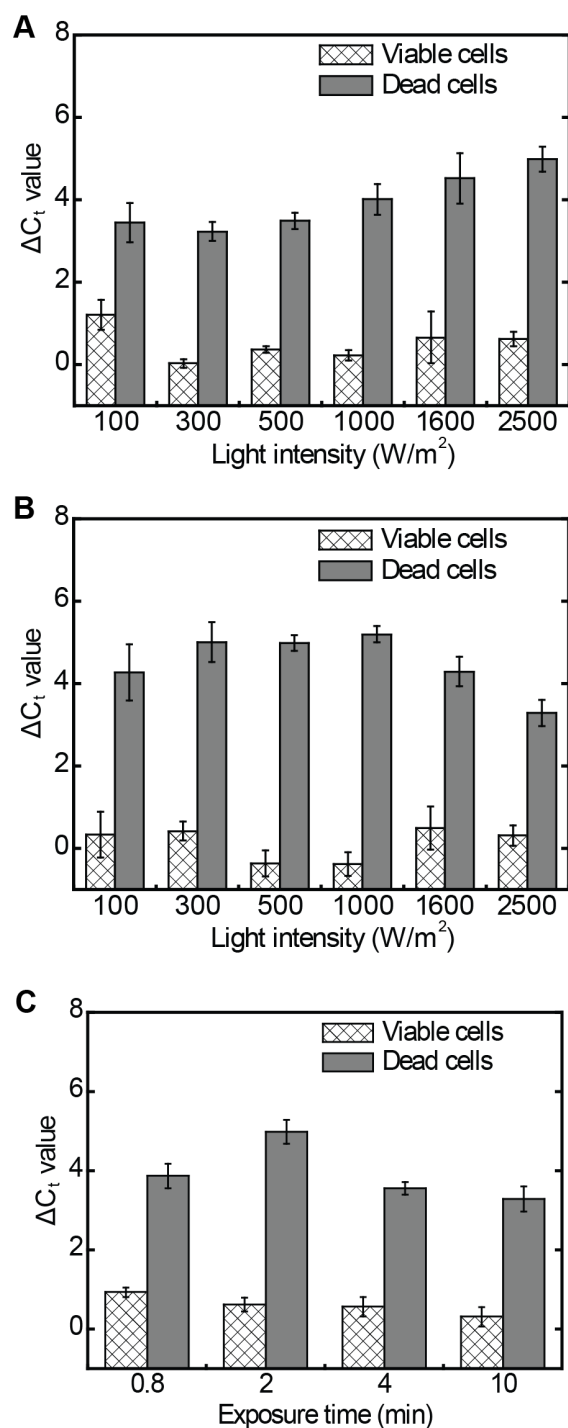 A
8
6
4
2
0
ΔCₜ value
Viable cells
Dead cells
100 300 500 1000 1600 2500
Light intensity (W/m²)
B
8
6
4
2
0
ΔCₜ value
Viable cells
Dead cells
100 300 500 1000 1600 2500
Light intensity (W/m²)
C
8
6
4
2
0
ΔCₜ value
Viable cells
Dead cells
0.8 2 4 10
Exposure time (min)